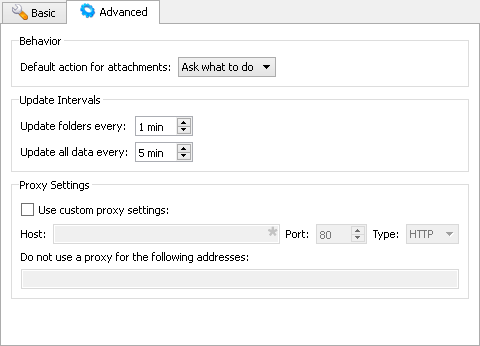 Basic Advanced
Behavior
Default action for attachments: Ask what to do
Update Intervals
Update folders every: 1 min
Update all data every: 5 min
Proxy Settings
Use custom proxy settings:
Host: * Port: 80 Type: HTTP
Do not use a proxy for the following addresses: